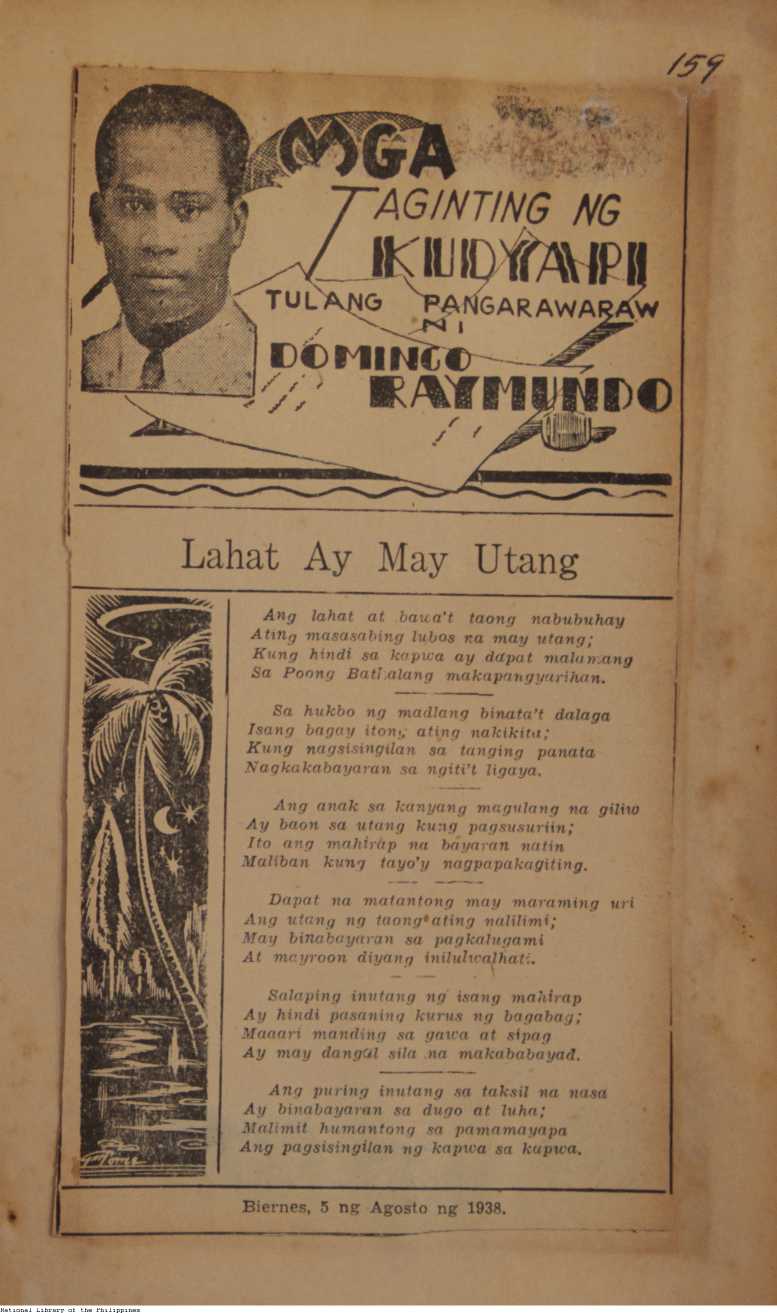 159
MGA
TAGINTING NG
KUDYAPI
TULANG PANGARAWARAW
NI
DOMINGO
RAYMUNDO
Lahat Ay May Utang
Ang lahat at bawa't taong nabubuhay
Ating masasabing lubos na may utang;
Kung hindi sa kapwa ay dapat malamang
Sa Poong Bathalang makapangyarihan.
Sa hukbo ng madlang binata't dalaga
Isang bagay itong ating nakikita;
Kung nagsisingilan sa tanging panata
Nagkakabayaran sa ngiti't ligaya.
Ang anak sa kanyang magulang na giliw
Ay baon sa utang kung pagsusuriin;
Ito ang mahirap na bayaran natin
Maliban kung tayo'y nagpapakagiting.
Dapat na matantong may maraming uri
Ang utang ng taong ating nalilimi;
May binabayaran sa pagkalugami
At mayroon diyang inilulwalhati.
Salaping inutang ng isang mahirap
Ay hindi pasaning kurus ng bagabag;
Maaari manding sa gawa at sipag
Ay may dangal sila na makababayad.
Ang puring inutang sa taksil na nasa
Ay binabayaran sa dugo at luha;
Malimit humantong sa pamamayapa
Ang pagsisingilan ng kapwa sa kapwa.
Tome
Biernes, 5 ng Agosto ng 1938.
National Library of the Philippines